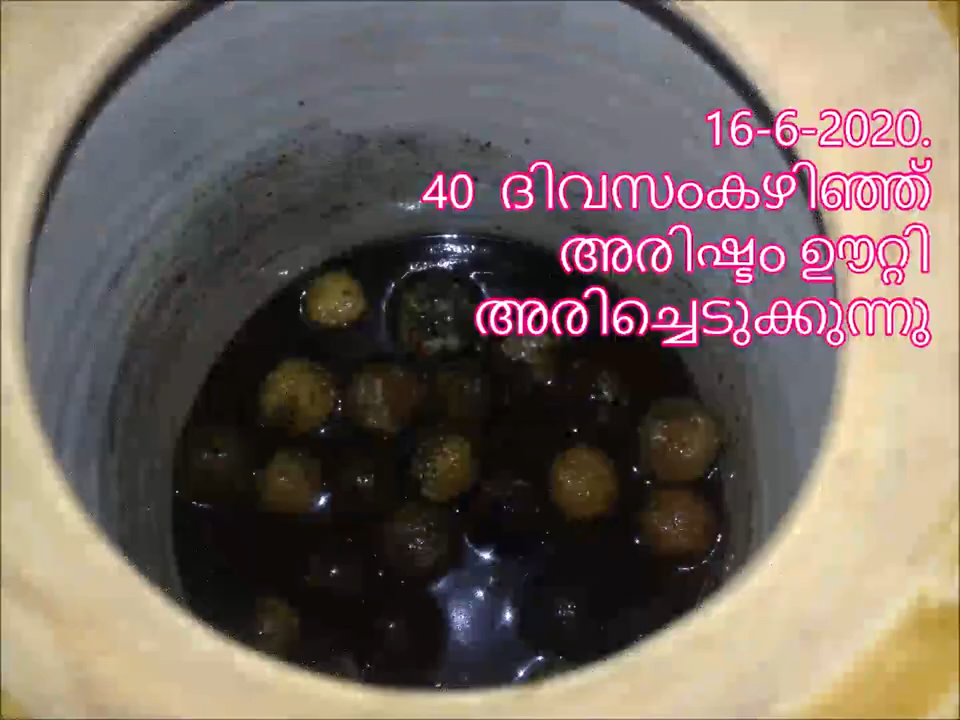 16-6-2020.
40 ദിവസംകഴിഞ്ഞ്
അരിഷ്ടം ഊറ്റി
അരിച്ചെടുക്കുന്നു